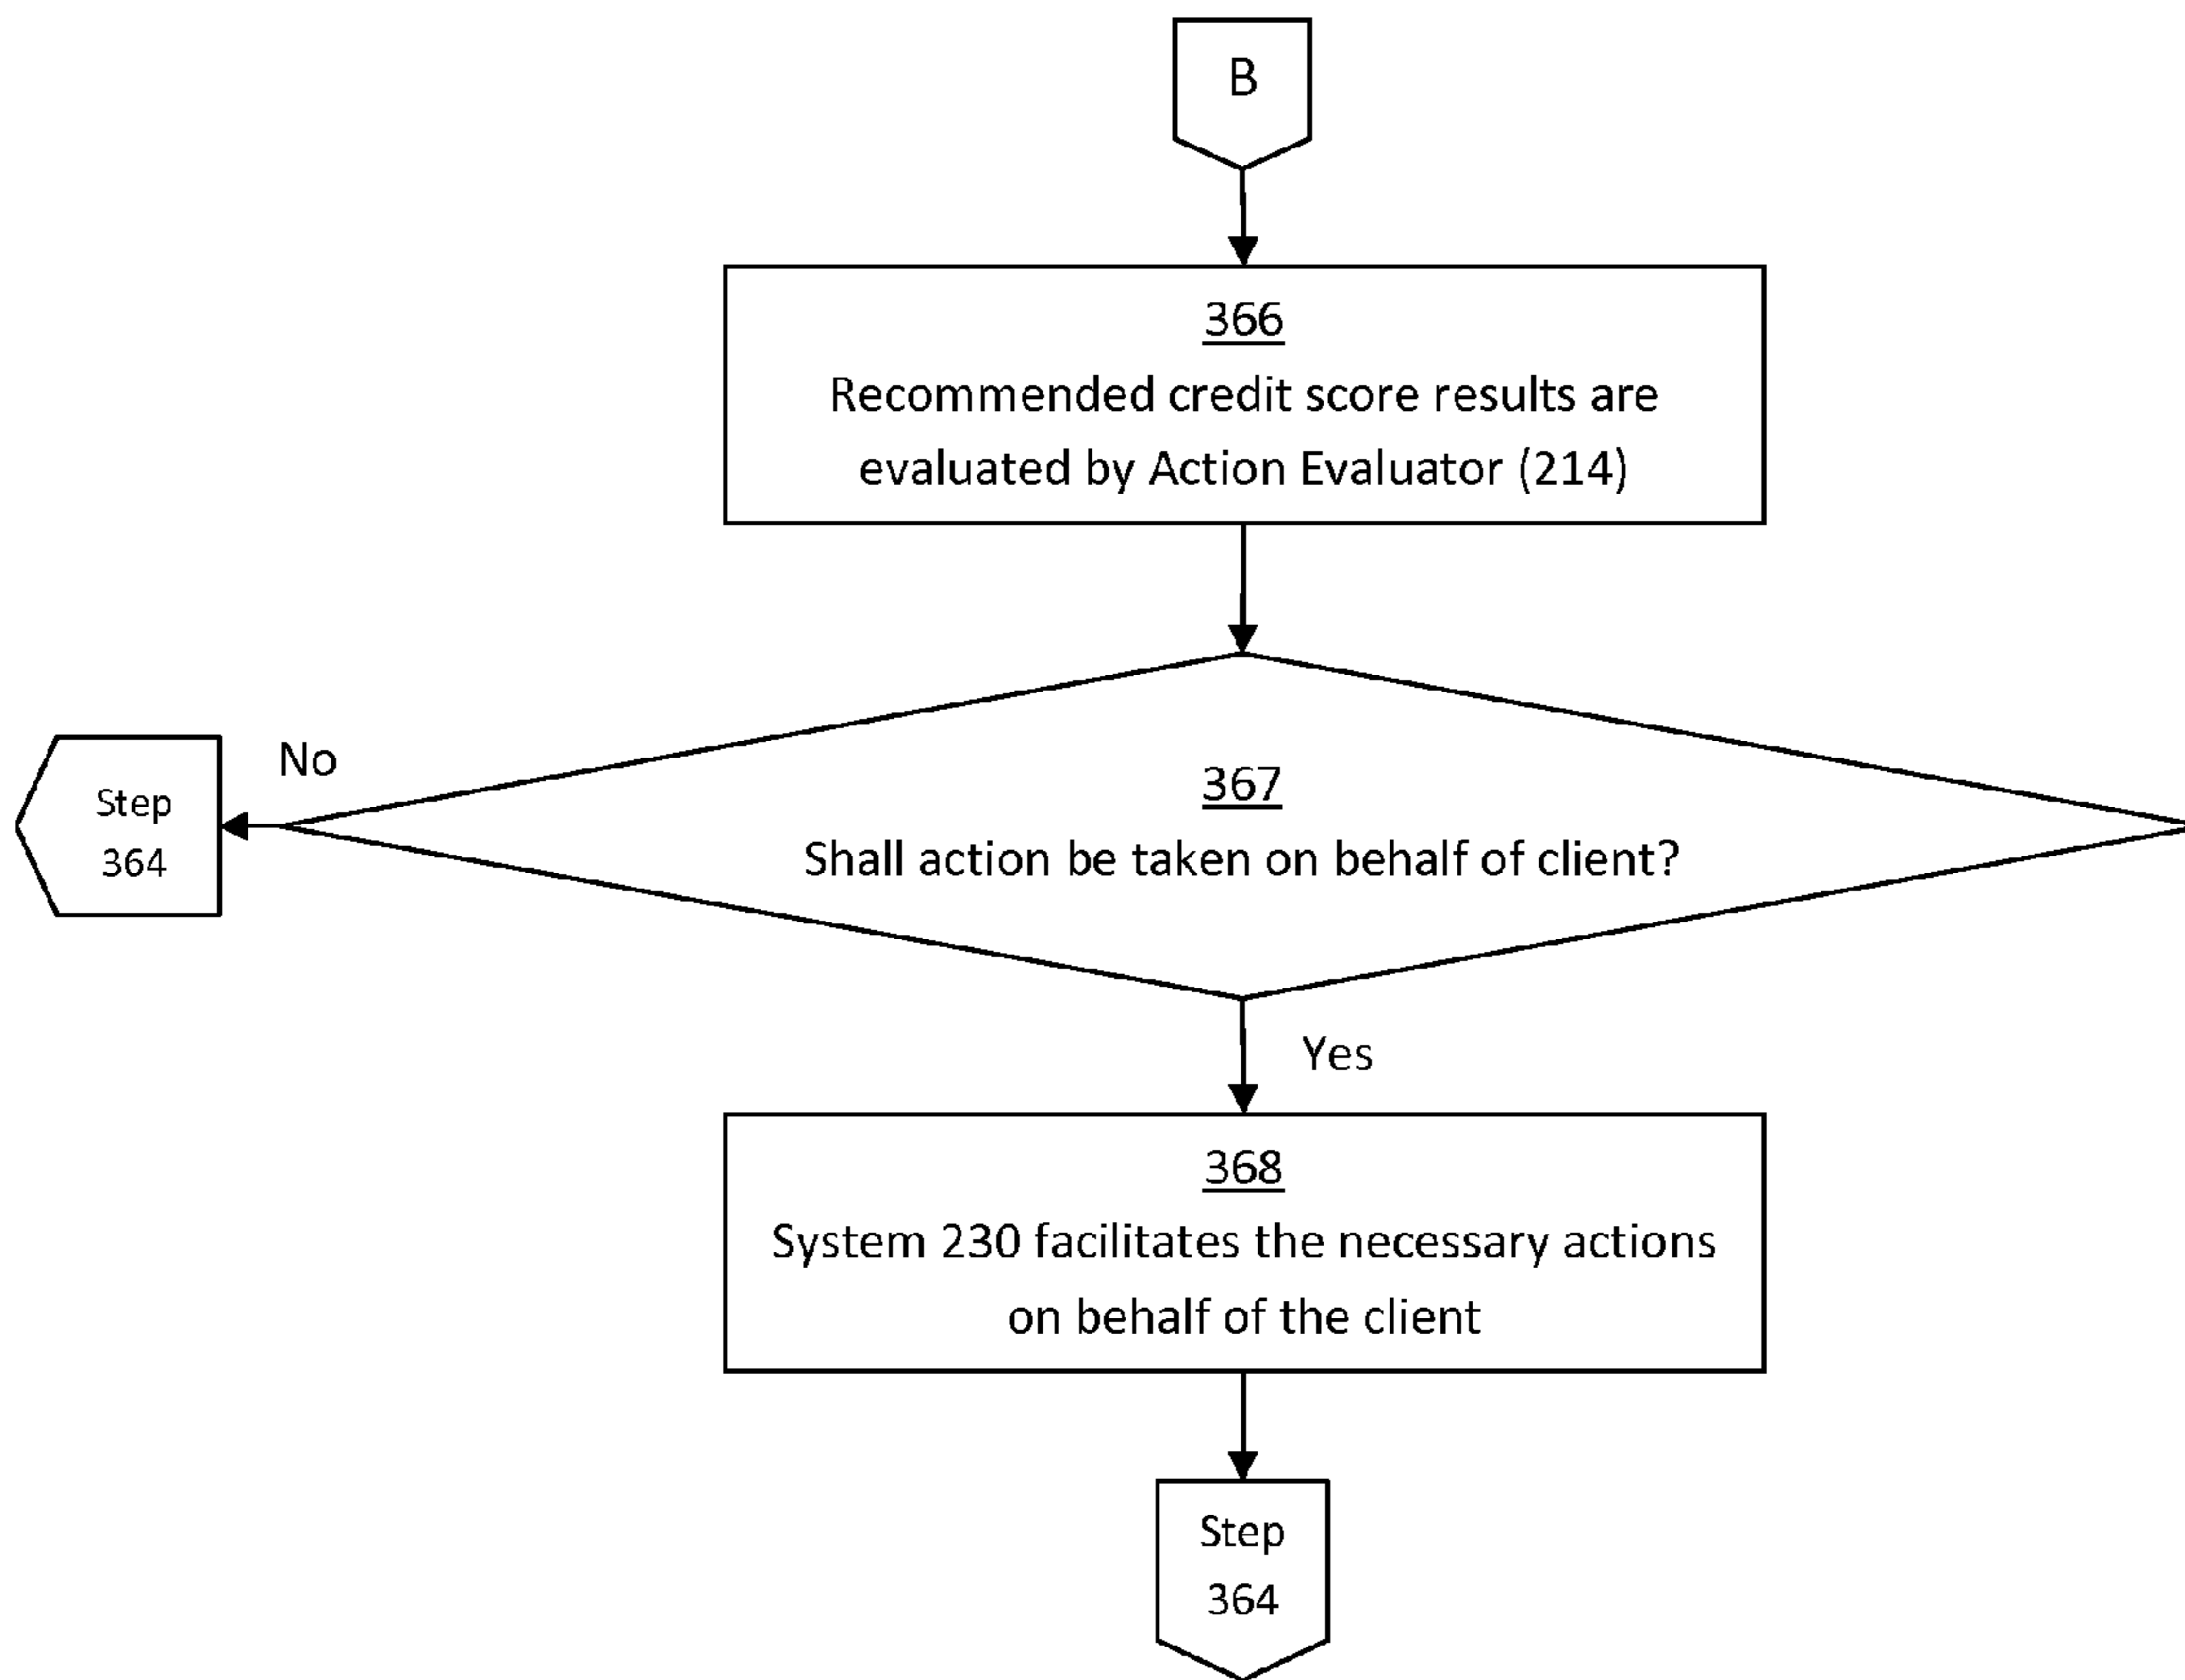 B
366
Recommended credit score results are
evaluated by Action Evaluator (214)
No
Step
364
367
Shall action be taken on behalf of client?
Yes
368
System 230 facilitates the necessary actions
on behalf of the client
Step
364